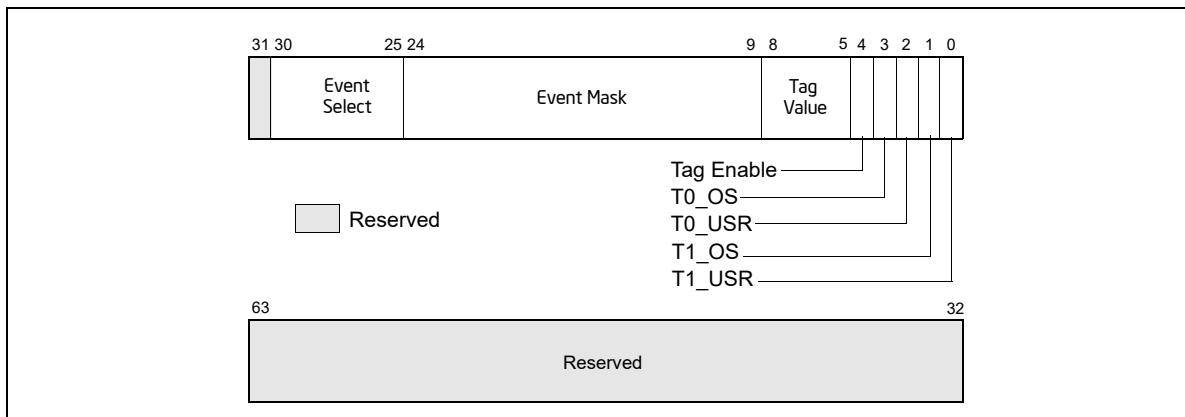 31 30 25 24 9 8 5 4 3 2 1 0
Event
Select
Event Mask
Tag
Value
Tag Enable
T0_OS
Reserved
T0_USR
T1_OS
T1_USR
63 32
Reserved